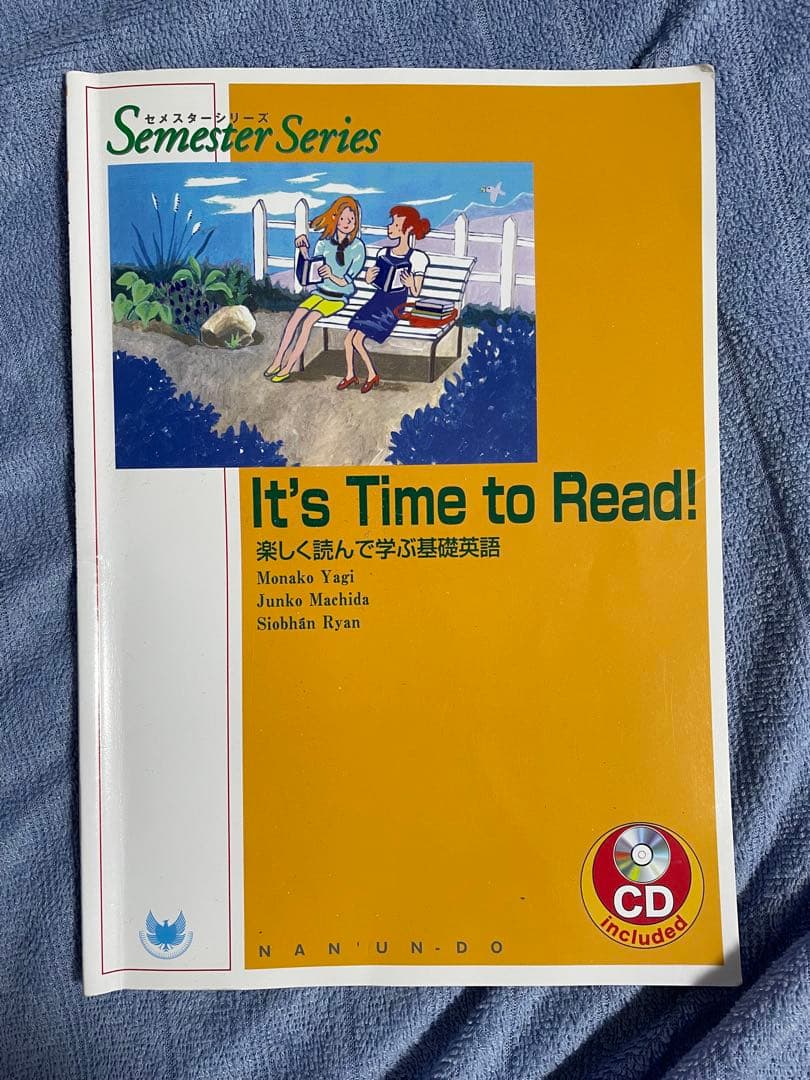 セメスターシリーズ
Semester Series
It's Time to Read!
楽しく読んで学ぶ基礎英語
Monako Yagi
Junko Machida
Siobhán Ryan
CD
included
NAN'UN-DO